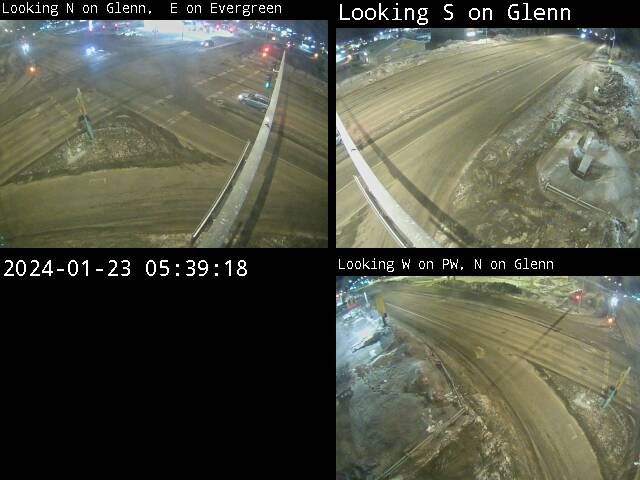 Looking N on Glenn, E on Evergreen
Looking S on Glenn
2024-01-23 05:39:18
Looking W on PW, N on Glenn